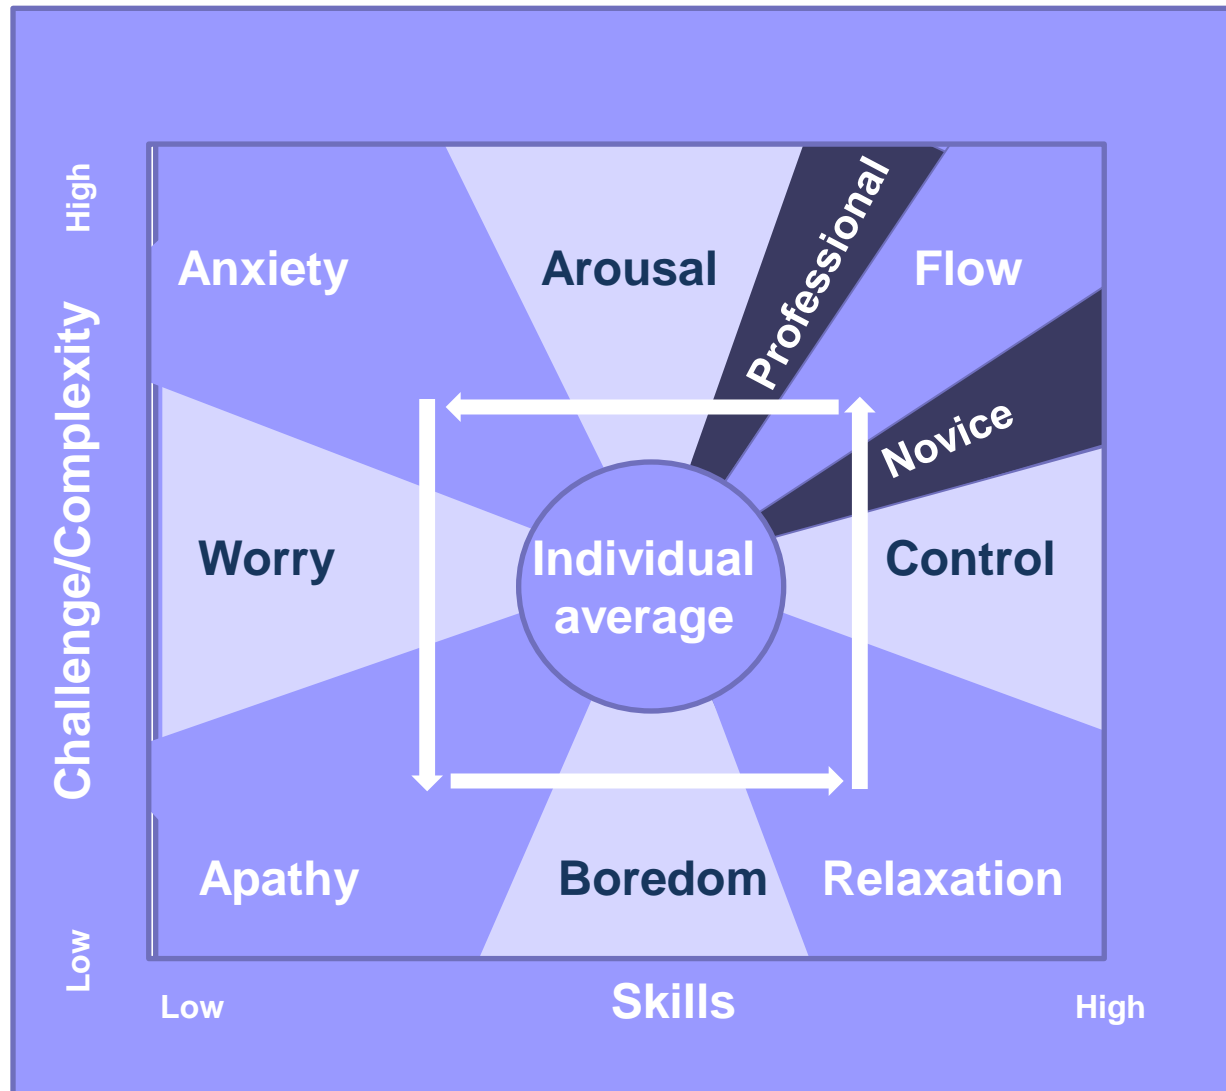 High
Challenge/Complexity
Low
Anxiety
Arousal
Professional
Flow
Novice
Worry
Individual
average
Control
Apathy
Boredom
Relaxation
Low
Skills
High